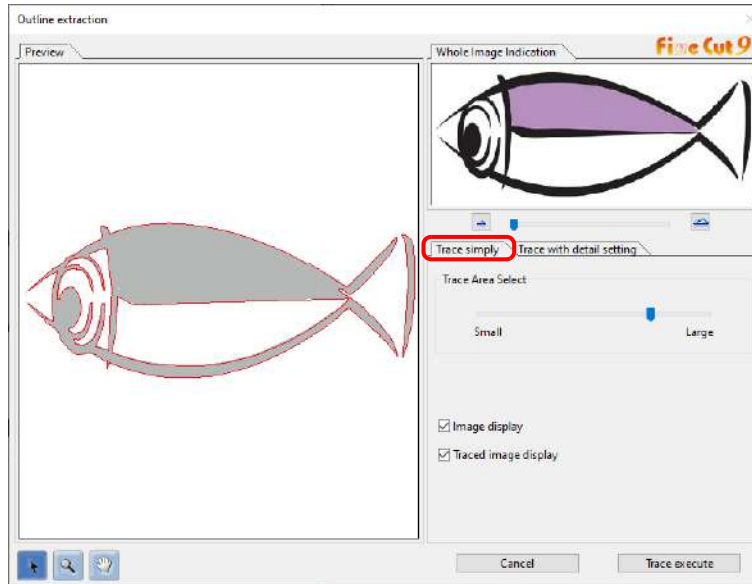 Outline extraction
Preview
Whole Image Indication
Fine Cut 9
Trace simply
Trace with detail setting
Trace Area Select
Small
Large
Image display
Traced image display
Cancel
Trace execute